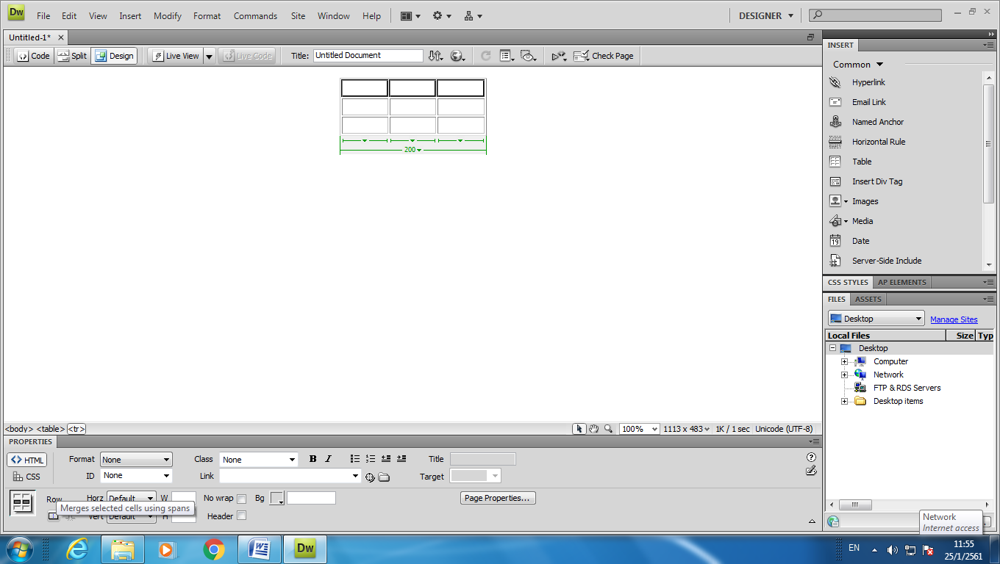 Dw File Edit View Insert Modify Format Commands Site Window Help DESIGNER
Untitled-1*
Code Split Design Live View Live Code Title: Untitled Document Check Page
200
INSERT
Common
Hyperlink
Email Link
Named Anchor
Horizontal Rule
Table
Insert Div Tag
Images
Media
19 Date
Server-Side Include
CSS STYLES AP ELEMENTS
FILES ASSETS
Desktop Manage Sites
Local Files Size Typ
Desktop
Computer
Network
FTP & RDS Servers
Desktop items
<body> <table> <tr> 100% 1113 x 483 1K / 1 sec Unicode (UTF-8)
PROPERTIES
<> HTML Format None Class None B I Title
CSS ID None Link Target
Row Horz Default W No wrap Bg Page Properties...
Merges selected cells using spans
Vert Default H Header
Network
Internet access
Dw EN 11:55
25/1/2561